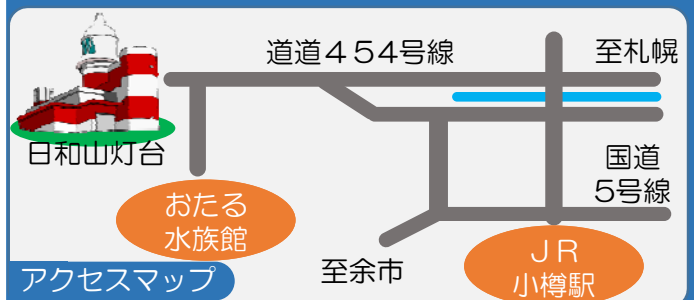 道道454号線
至札幌
日和山灯台
国道
5号線
おたる
水族館
至余市
JR
小樽駅
アクセスマップ